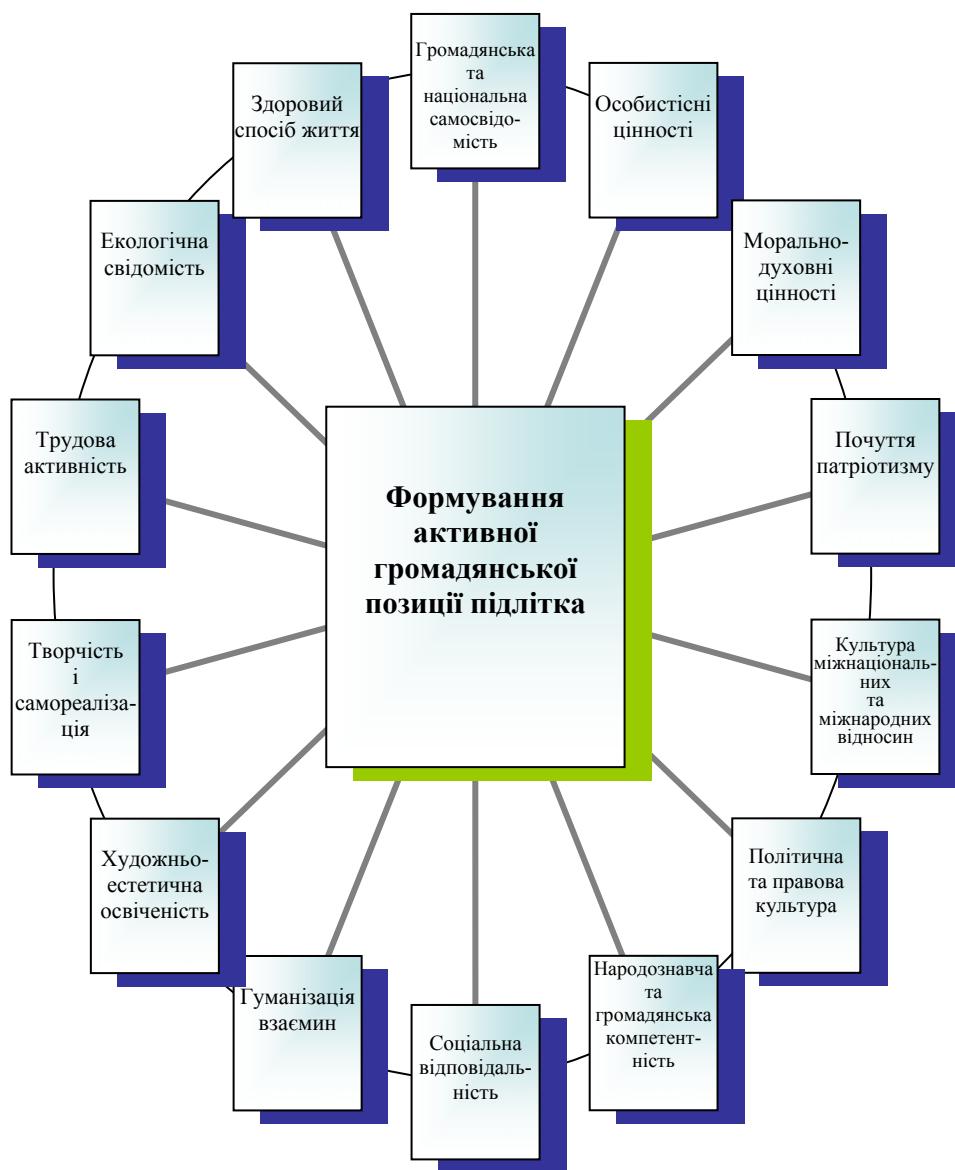 Громадянська
та
національна
самосвідо-
мість
Особистісні
цінності
Морально-
духовні
цінності
Почуття
патріотизму
Культура
міжнаціональ-
них
та
міжнародних
відносин
Політична
та правова
культура
Народознавча
та
громадянська
компетент-
ність
Соціальна
відповідаль-
ність
Гуманізація
взаємин
Художньо-
естетична
освіченість
Творчість
і
самореаліза-
ція
Трудова
активність
Екологічна
свідомість
Здоровий
спосіб життя
Формування
активної
громадянської
позиції підлітка